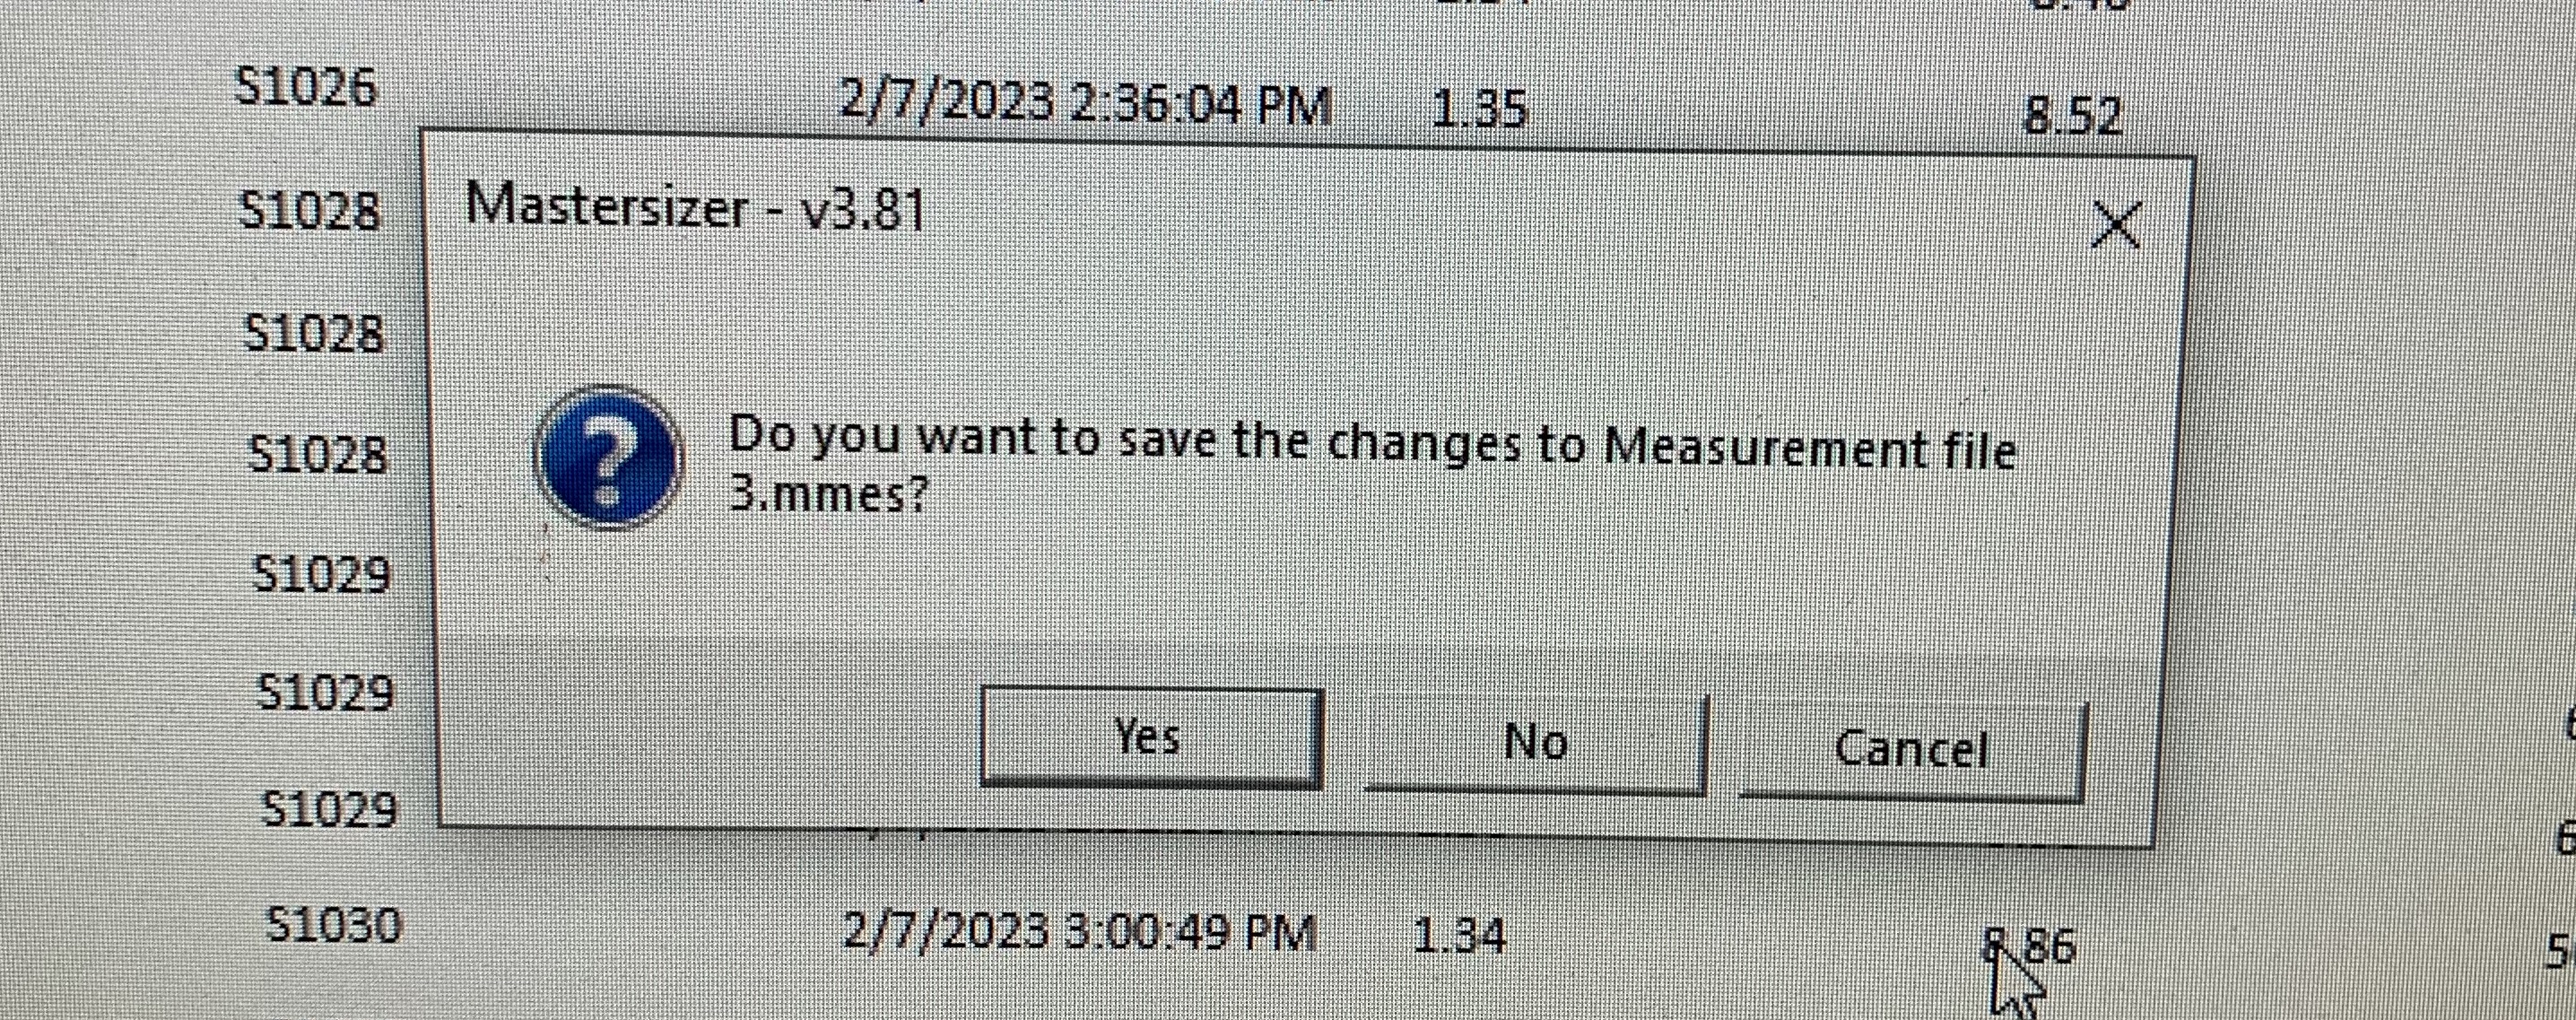 S1026 2/7/2023 2:36:04 PM 1.35 8.52
Mastersizer - v3.81
S1028
S1028
Do you want to save the changes to Measurement file
S1028
3.mmes?
S1029
S1029
Yes No Cancel
S1029
S1030 2/7/2023 3:00:49 PM 1.34 8.86